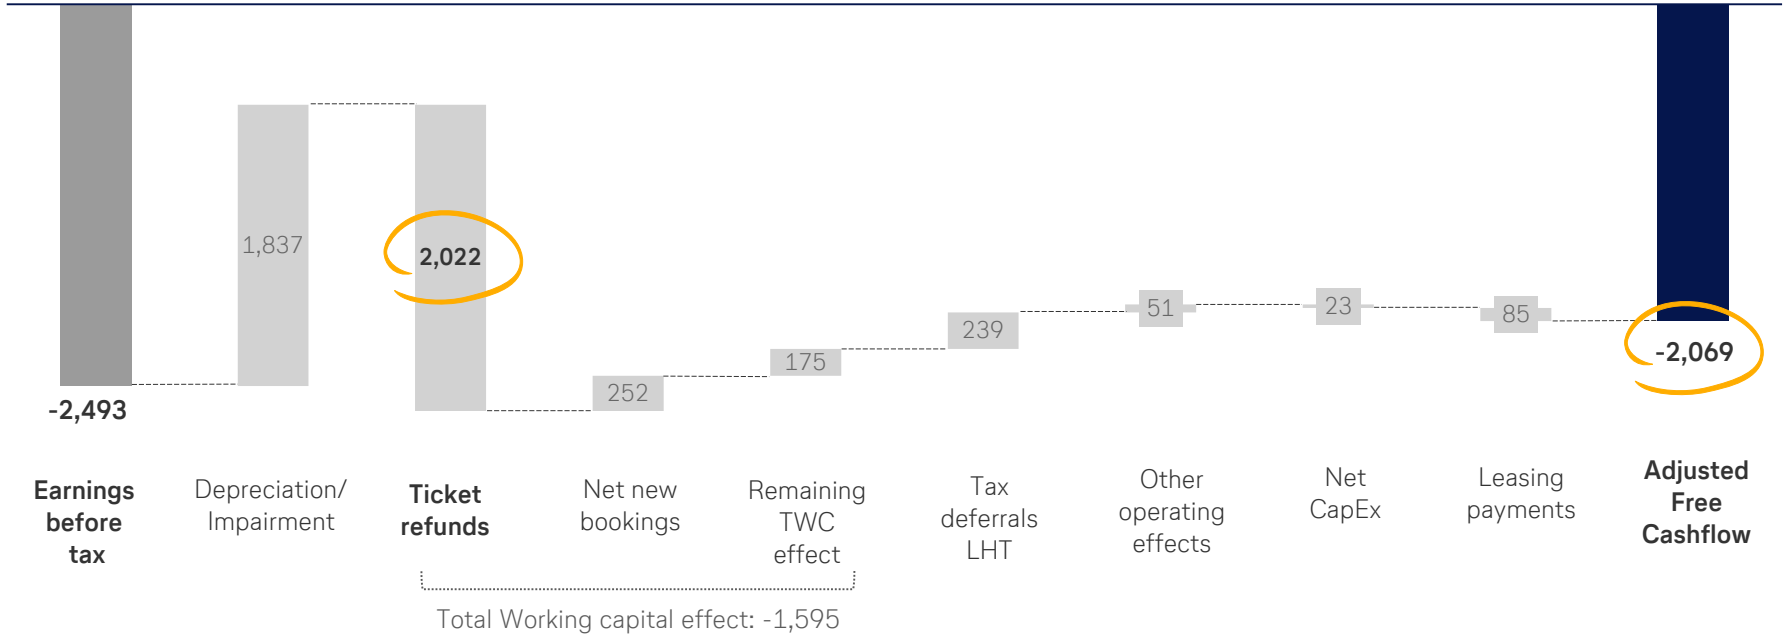 1,837
2,022
51
23
85
239
-2,069
175
252
-2,493
Earnings
before
tax
Depreciation/
Impairment
Ticket
refunds
Net new
bookings
Remaining
TWC
effect
Tax
deferrals
LHT
Other
operating
effects
Net
CapEx
Leasing
payments
Adjusted
Free
Cashflow
Total Working capital effect: -1,595